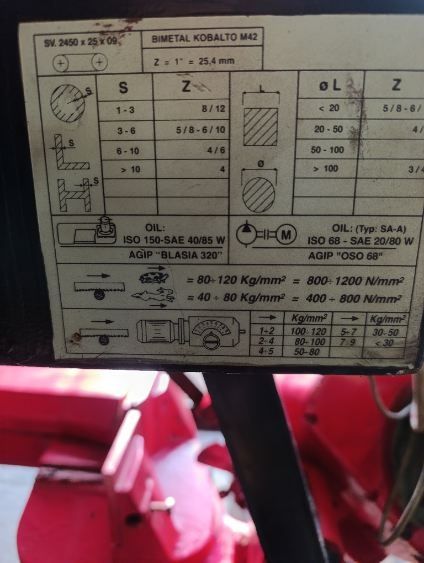 SV. 2450 x 25 x 09
BIMETAL KOBALTO M42
Z = 1" = 25,4 mm
S Z
S
1 - 3 8 / 12
3 - 6 5 / 8 - 6 / 10
6 - 10 4 / 6
> 10 4
S
S
L
Ø
ø L Z
< 20 5 / 8 - 6 /
20 - 50 4 /
50 - 100
> 100 3 / 4
OIL:
ISO 150-SAE 40/85 W
AGIP "BLASIA 320"
M
OIL: (Typ: SA-A)
ISO 68 - SAE 20/80 W
AGIP "OSO 68"
= 80÷120 Kg/mm² = 800÷1200 N/mm²
= 40 ÷ 80 Kg/mm² = 400 ÷ 800 N/mm²
Kg/mm² Kg/mm²
1-2 100-120 5-7 30-50
2-4 80-100 7-9 < 30
4-5 50-80